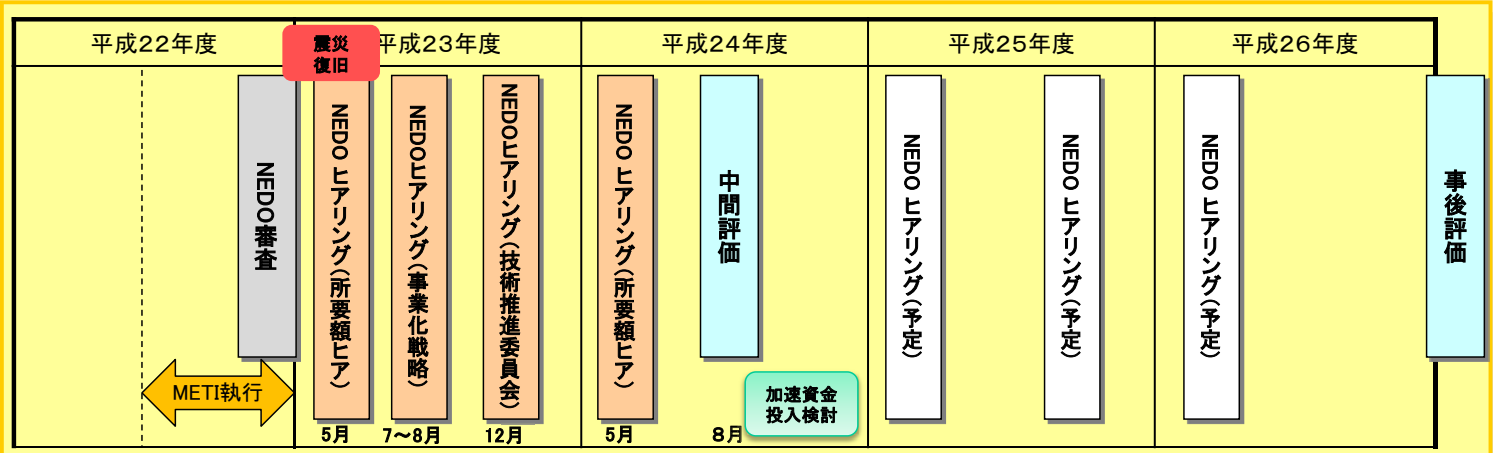 平成22年度
平成23年度
平成24年度
平成25年度
平成26年度
震災
復旧
NEDO審査
NEDO ヒアリング(所要額ヒア)
NEDOヒアリング(事業化戦略)
NEDOヒアリング(技術推進委員会)
NEDO ヒアリング(所要額ヒア)
中間評価
NEDO ヒアリング(予定)
NEDO ヒアリング(予定)
NEDO ヒアリング(予定)
事後評価
METI執行
加速資金
投入検討
5月
7～8月
12月
5月
8月